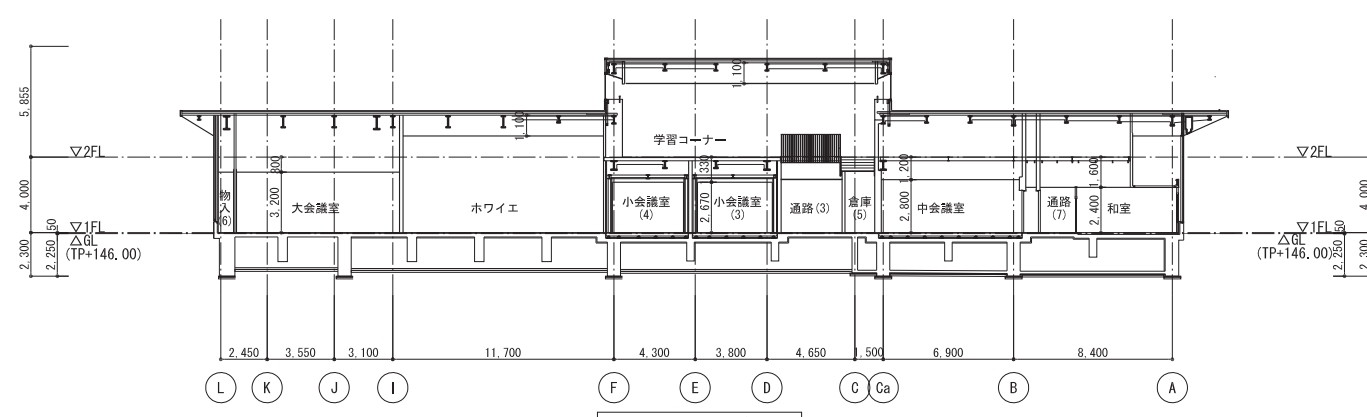 5,855
4,000
2,300
2,250
50
▽2FL
▽1FL
△GL
(TP+146.00)
物入
(6)
3,200
800
大会議室
ホワイエ
1,100
1,100
学習コーナー
小会議室
(4)
2,670
1,330
小会議室
(3)
通路(3)
倉庫
(5)
2,800
1,200
中会議室
通路
(7)
2,400
1,600
和室
▽2FL
▽1FL
△GL
(TP+146.00)
4,000
50
2,250
2,300
2,450
3,550
3,100
11,700
4,300
3,800
4,650
1,500
6,900
8,400
L
K
J
I
F
E
D
C
Ca
B
A